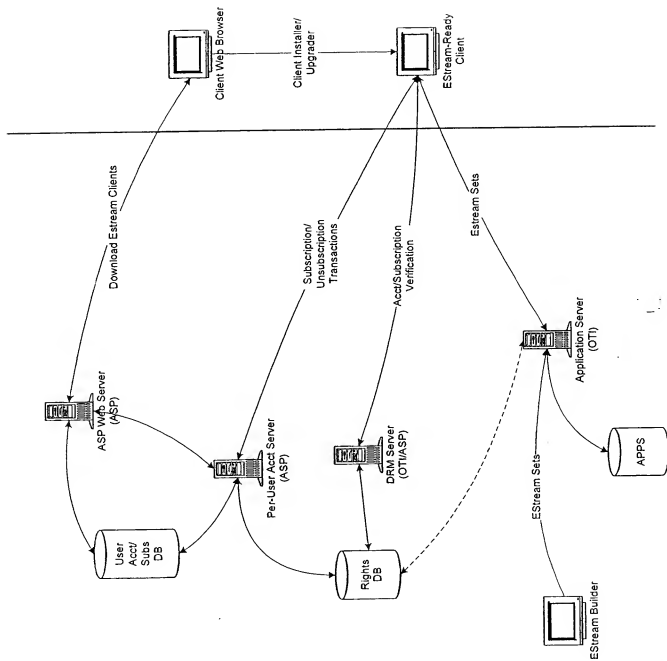 Client Web Browser
Client Installer/
Upgrader
EStream-Ready
Client
Download Estream Clients
Subscription/
Unsubscription
Transactions
Acct/Subscription
Verification
Estream Sets
ASP Web Server
(ASP)
Per-User Acct Server
(ASP)
DRM Server
(OTI/ASP)
Application Server
(OTI)
User
Acct/
Subs
DB
Rights
DB
EStream Sets
APPS
EStream Builder